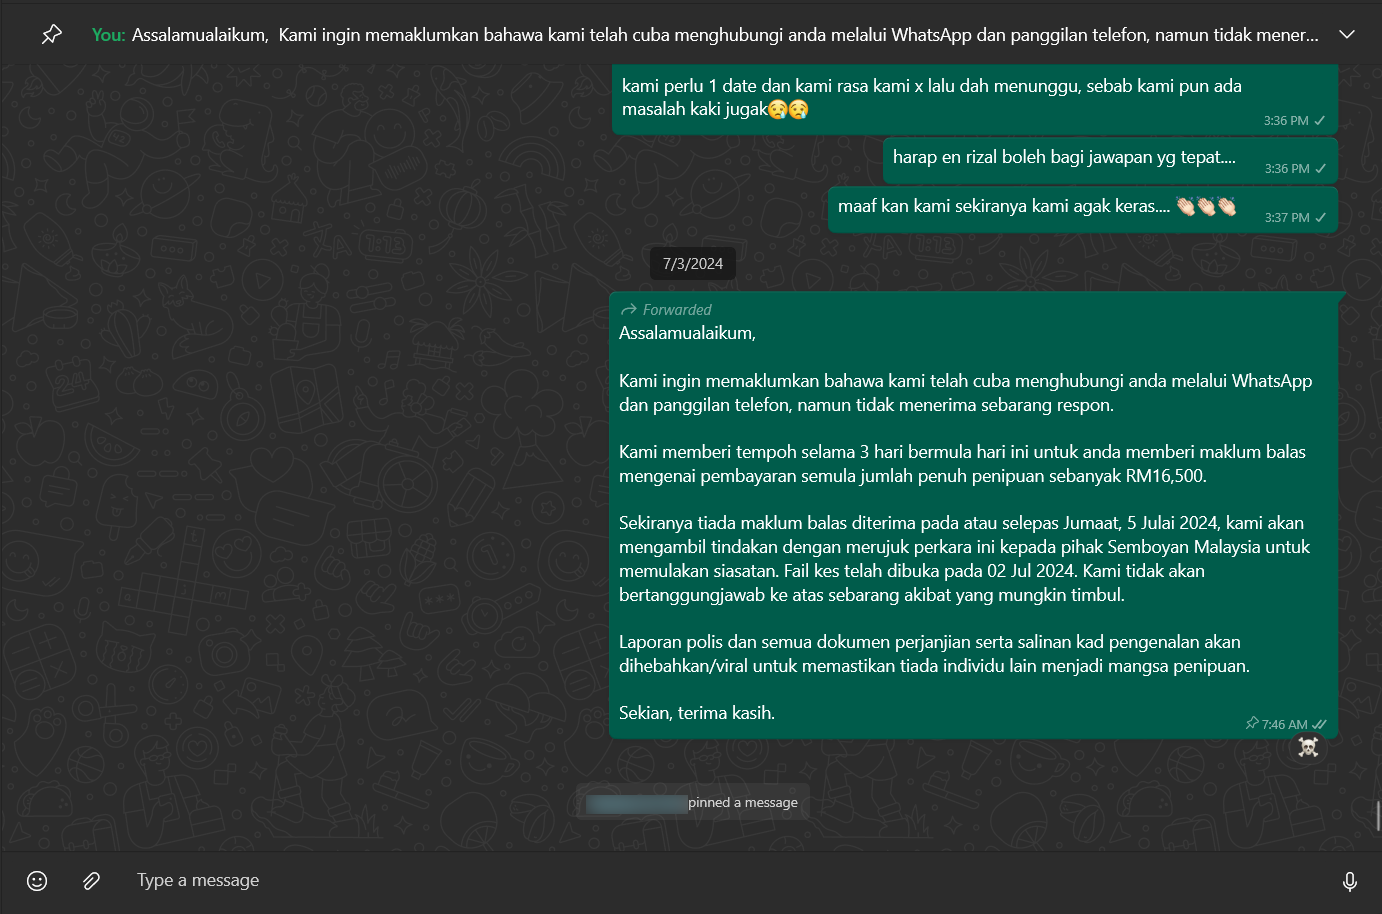 You: Assalamualaikum, Kami ingin memaklumkan bahawa kami telah cuba menghubungi anda melalui WhatsApp dan panggilan telefon, namun tidak mener...
kami perlu 1 date dan kami rasa kami x lalu dah menunggu, sebab kami pun ada
masalah kaki jugak😥😥
3:36 PM ✓
harap en rizal boleh bagi jawapan yg tepat....
3:36 PM ✓
maaf kan kami sekiranya kami agak keras.... 👏🏻👏🏻👏🏻
3:37 PM ✓
7/3/2024
Forwarded
Assalamualaikum,
Kami ingin memaklumkan bahawa kami telah cuba menghubungi anda melalui WhatsApp
dan panggilan telefon, namun tidak menerima sebarang respon.
Kami memberi tempoh selama 3 hari bermula hari ini untuk anda memberi maklum balas
mengenai pembayaran semula jumlah penuh penipuan sebanyak RM16,500.
Sekiranya tiada maklum balas diterima pada atau selepas Jumaat, 5 Julai 2024, kami akan
mengambil tindakan dengan merujuk perkara ini kepada pihak Semboyan Malaysia untuk
memulakan siasatan. Fail kes telah dibuka pada 02 Jul 2024. Kami tidak akan
bertanggungjawab ke atas sebarang akibat yang mungkin timbul.
Laporan polis dan semua dokumen perjanjian serta salinan kad pengenalan akan
dihebahkan/viral untuk memastikan tiada individu lain menjadi mangsa penipuan.
Sekian, terima kasih.
7:46 AM ✓✓
☠️
pinned a message
Type a message